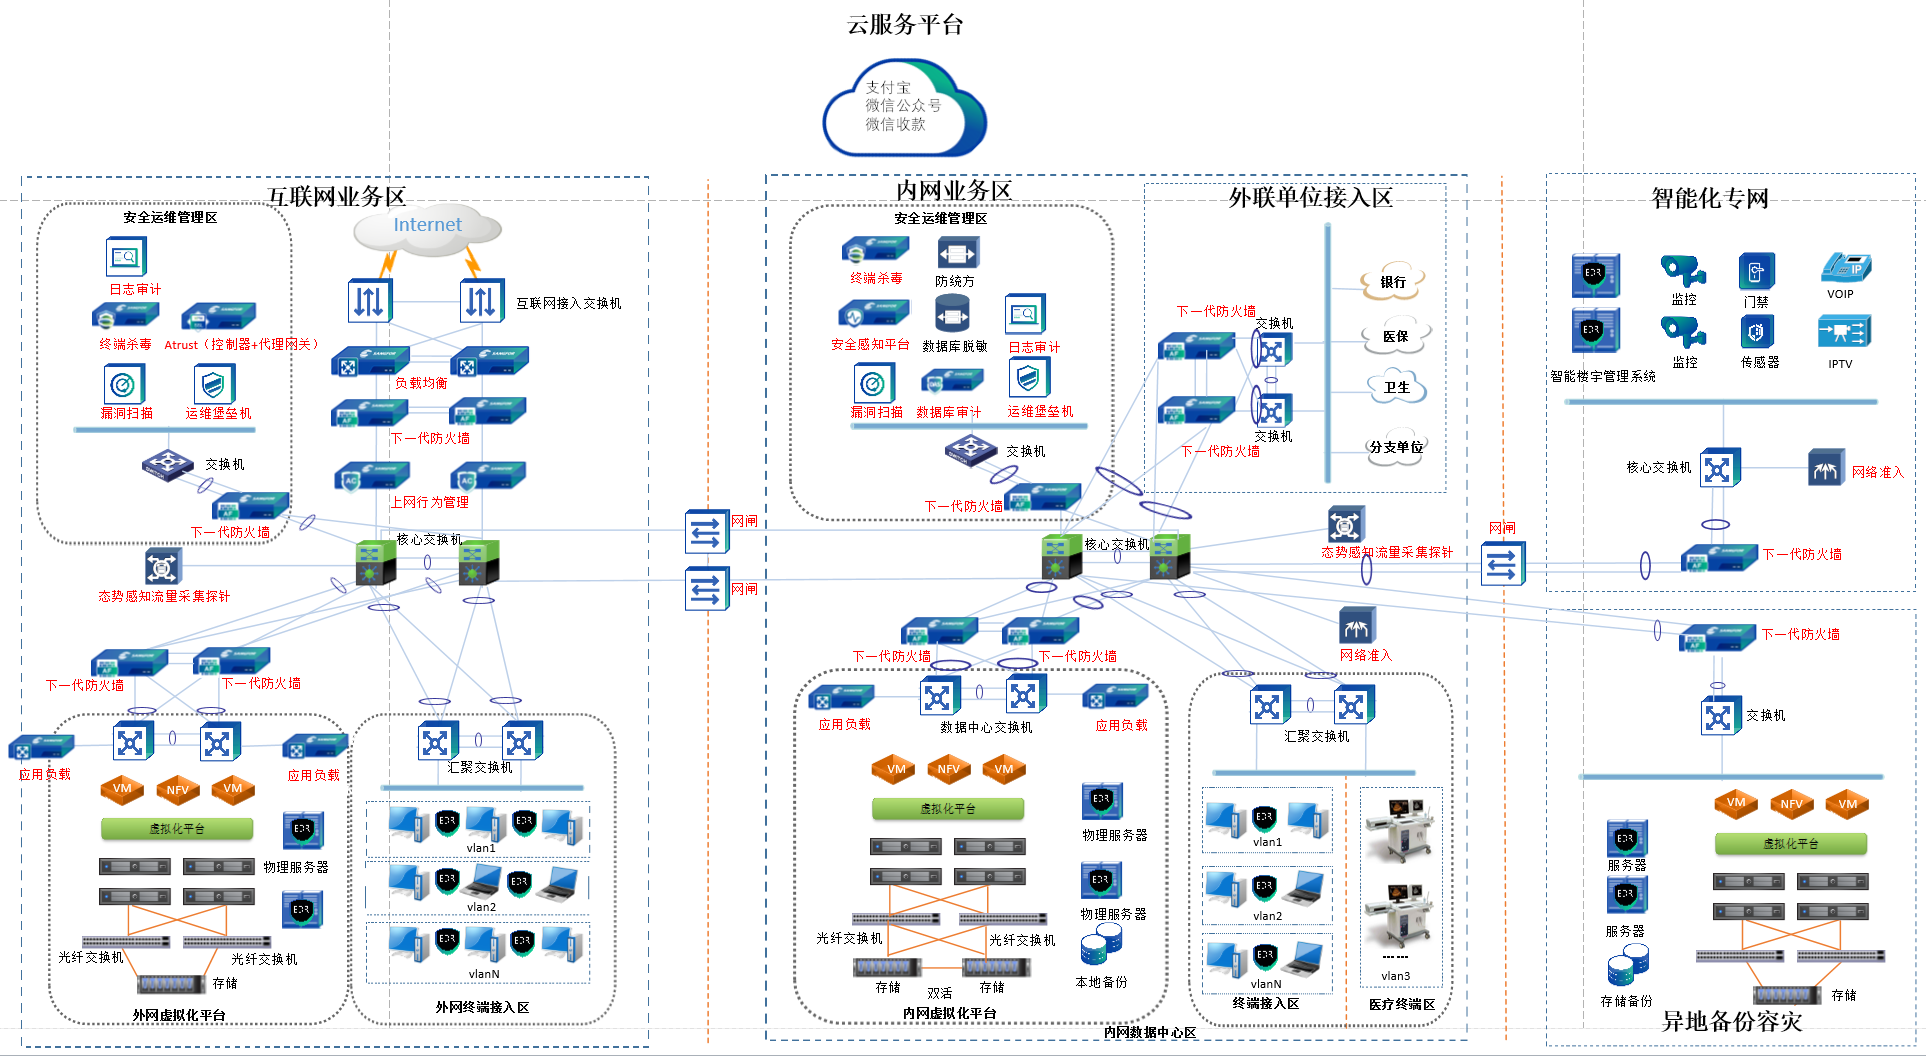 云服务平台
支付宝
微信公众号
微信收款
互联网业务区
安全运维管理区
日志审计
终端杀毒
Atrust（控制器+代理网关）
漏洞扫描
运维堡垒机
交换机
下一代防火墙
Internet
互联网接入交换机
负载均衡
下一代防火墙
上网行为管理
核心交换机
态势感知流量采集探针
下一代防火墙
下一代防火墙
应用负载
应用负载
VM
NFV
VM
虚拟化平台
EDR
物理服务器
EDR
光纤交换机
光纤交换机
存储
外网虚拟化平台
汇聚交换机
EDR
EDR
vlan1
EDR
EDR
vlan2
EDR
EDR
vlanN
外网终端接入区
网闸
网闸
内网业务区
安全运维管理区
终端杀毒
防统方
安全感知平台
数据库脱敏
日志审计
漏洞扫描
数据库审计
运维堡垒机
交换机
下一代防火墙
外联单位接入区
下一代防火墙
交换机
下一代防火墙
交换机
银行
医保
卫生
分支单位
核心交换机
态势感知流量采集探针
网络准入
下一代防火墙
下一代防火墙
应用负载
数据中心交换机
应用负载
VM
NFV
VM
虚拟化平台
EDR
物理服务器
EDR
物理服务器
光纤交换机
光纤交换机
存储
双活
存储
本地备份
内网虚拟化平台
汇聚交换机
EDR
vlan1
EDR
vlan2
EDR
vlanN
终端接入区
······
vlan3
医疗终端区
内网数据中心区
网闸
智能化专网
EDR
EDR
智能楼宇管理系统
监控
监控
门禁
传感器
IP
VOIP
IPTV
核心交换机
网络准入
下一代防火墙
下一代防火墙
交换机
EDR
服务器
EDR
服务器
存储备份
VM
NFV
VM
虚拟化平台
存储
异地备份容灾